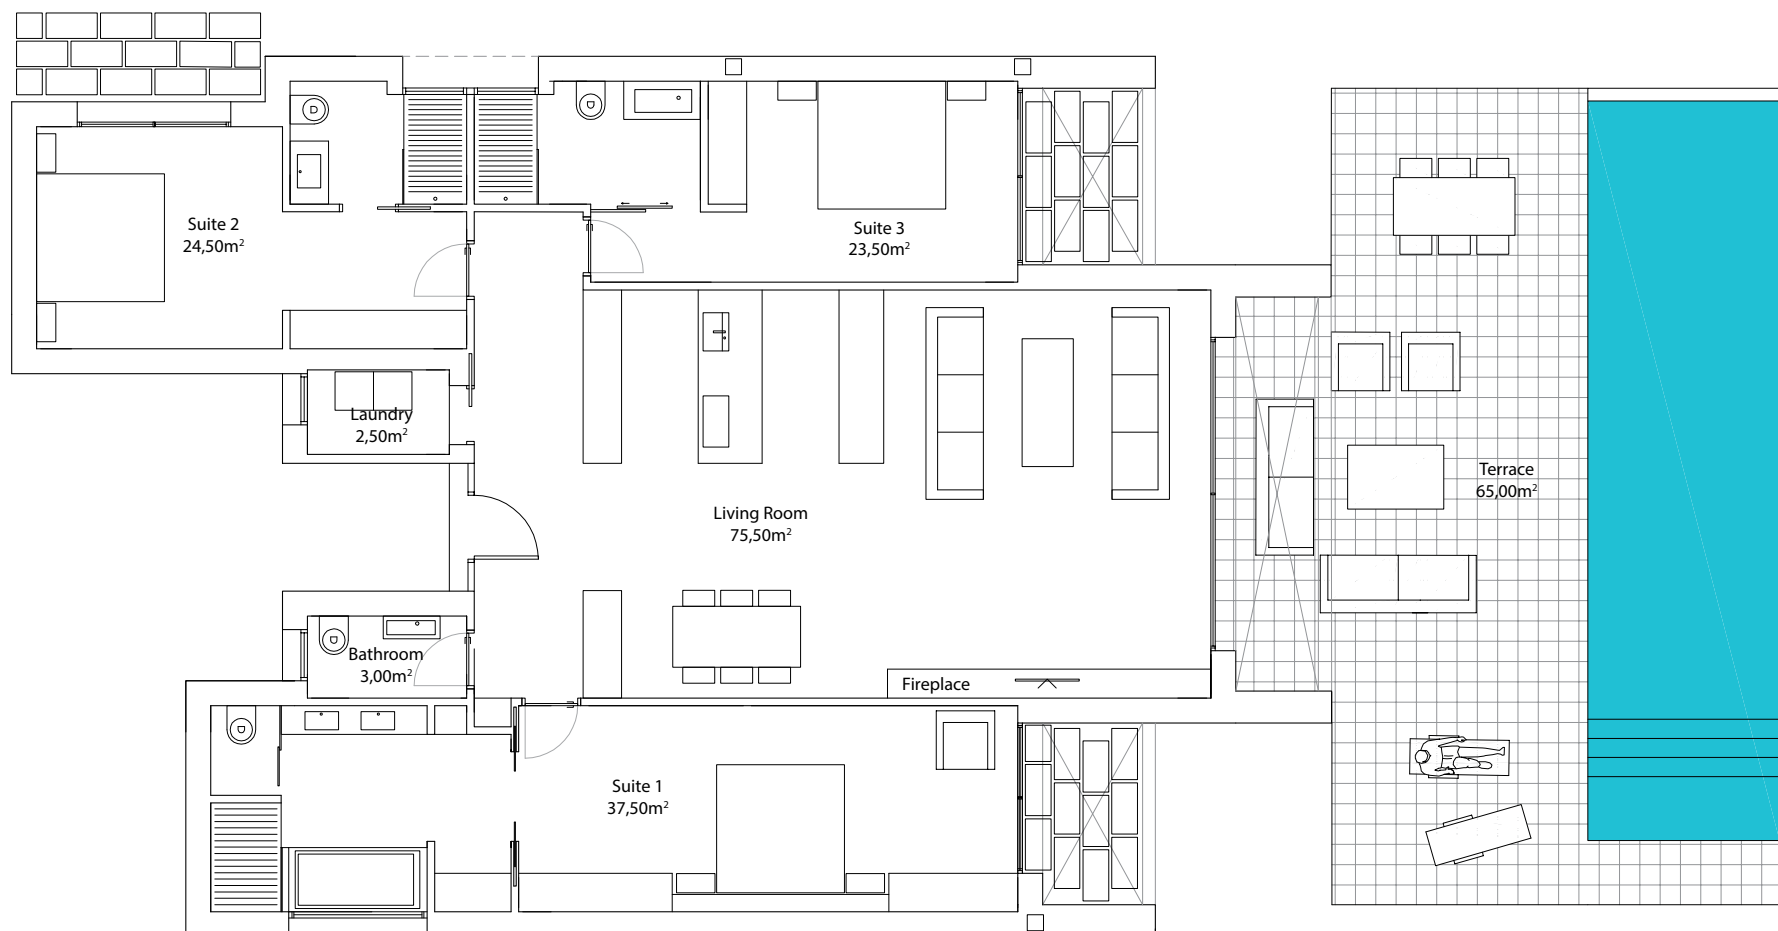 Suite 2
24,50m²
Suite 3
23,50m²
Laundry
2,50m²
Living Room
75,50m²
Terrace
65,00m²
Bathroom
3,00m²
Fireplace
Suite 1
37,50m²